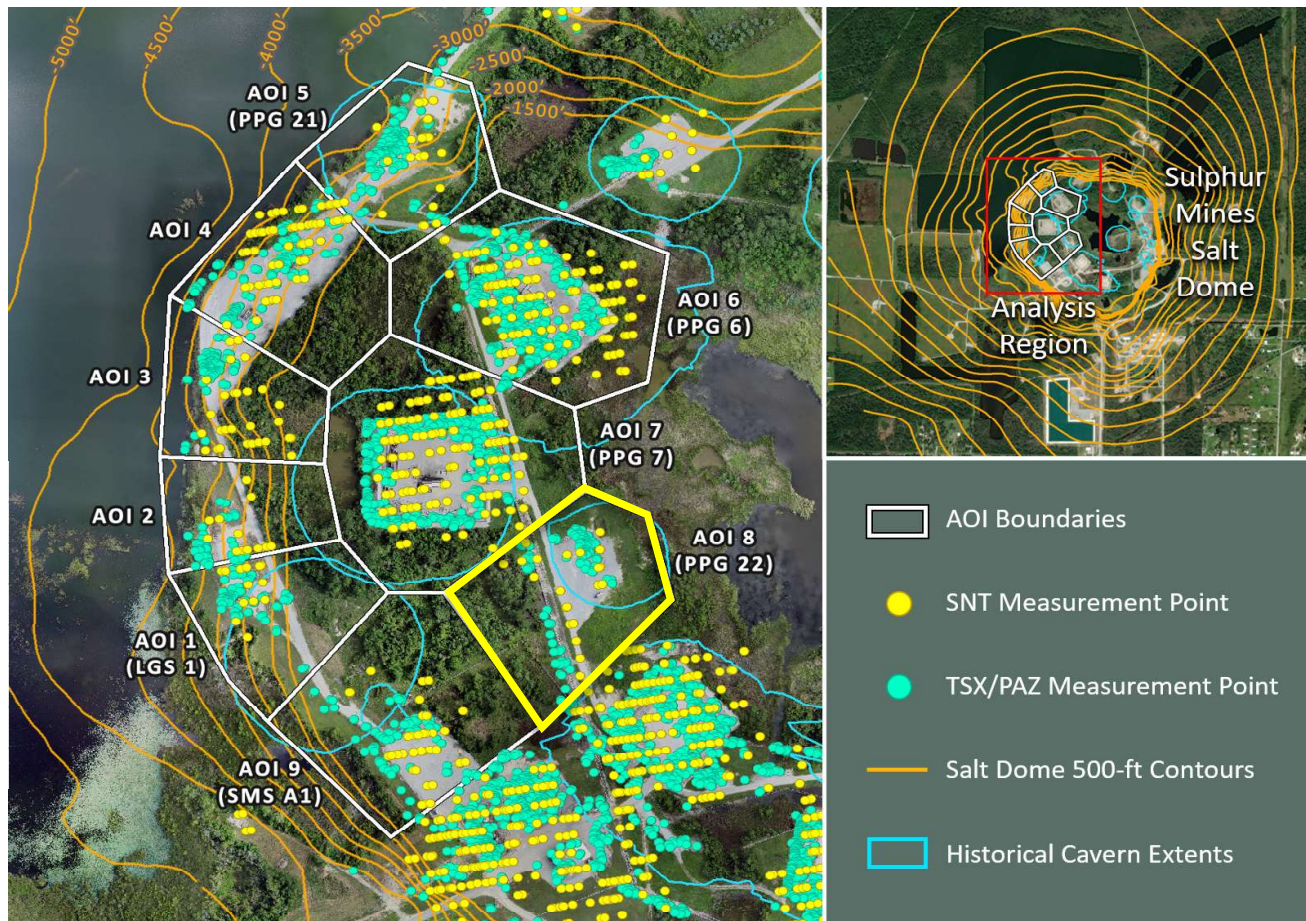 -5000'
-4500'
-4000'
-3500'
-3000'
-2500'
-2000'
-1500'
AOI 5
(PPG 21)
AOI 4
AOI 3
AOI 2
AOI 1
(LGS 1)
AOI 9
(SMS A1)
AOI 6
(PPG 6)
AOI 7
(PPG 7)
AOI 8
(PPG 22)
Sulphur
Mines
Salt
Dome
Analysis
Region
AOI Boundaries
SNT Measurement Point
TSX/PAZ Measurement Point
Salt Dome 500-ft Contours
Historical Cavern Extents